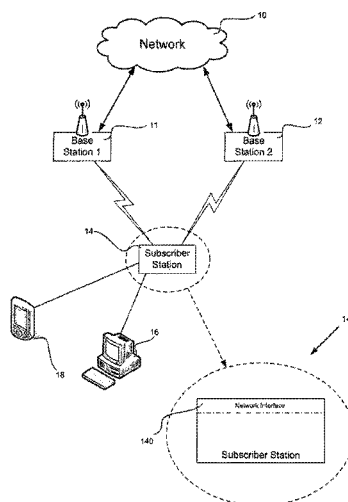 10
Network
11
12
Base
Station 1
Base
Station 2
14
Subscriber
Station
16
18
14
140
Network Interface
Subscriber Station